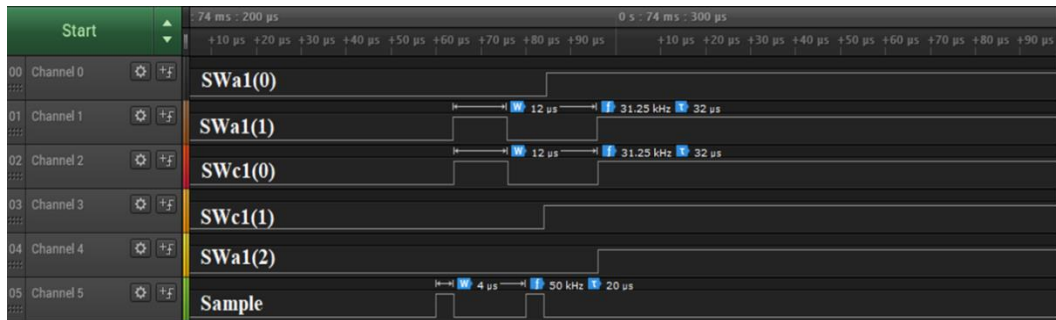 Start
: 74 ms : 200 µs
0 s : 74 ms : 300 µs
+10 µs +20 µs +30 µs +40 µs +50 µs +60 µs +70 µs +80 µs +90 µs
+10 µs +20 µs +30 µs +40 µs +50 µs +60 µs +70 µs +80 µs +90 µs
00 Channel 0 SWa1(0)
01 Channel 1 SWa1(1) W 12 µs f 31.25 kHz T 32 µs
02 Channel 2 SWc1(0) W 12 µs f 31.25 kHz T 32 µs
03 Channel 3 SWc1(1)
04 Channel 4 SWa1(2)
05 Channel 5 Sample W 4 µs f 50 kHz T 20 µs